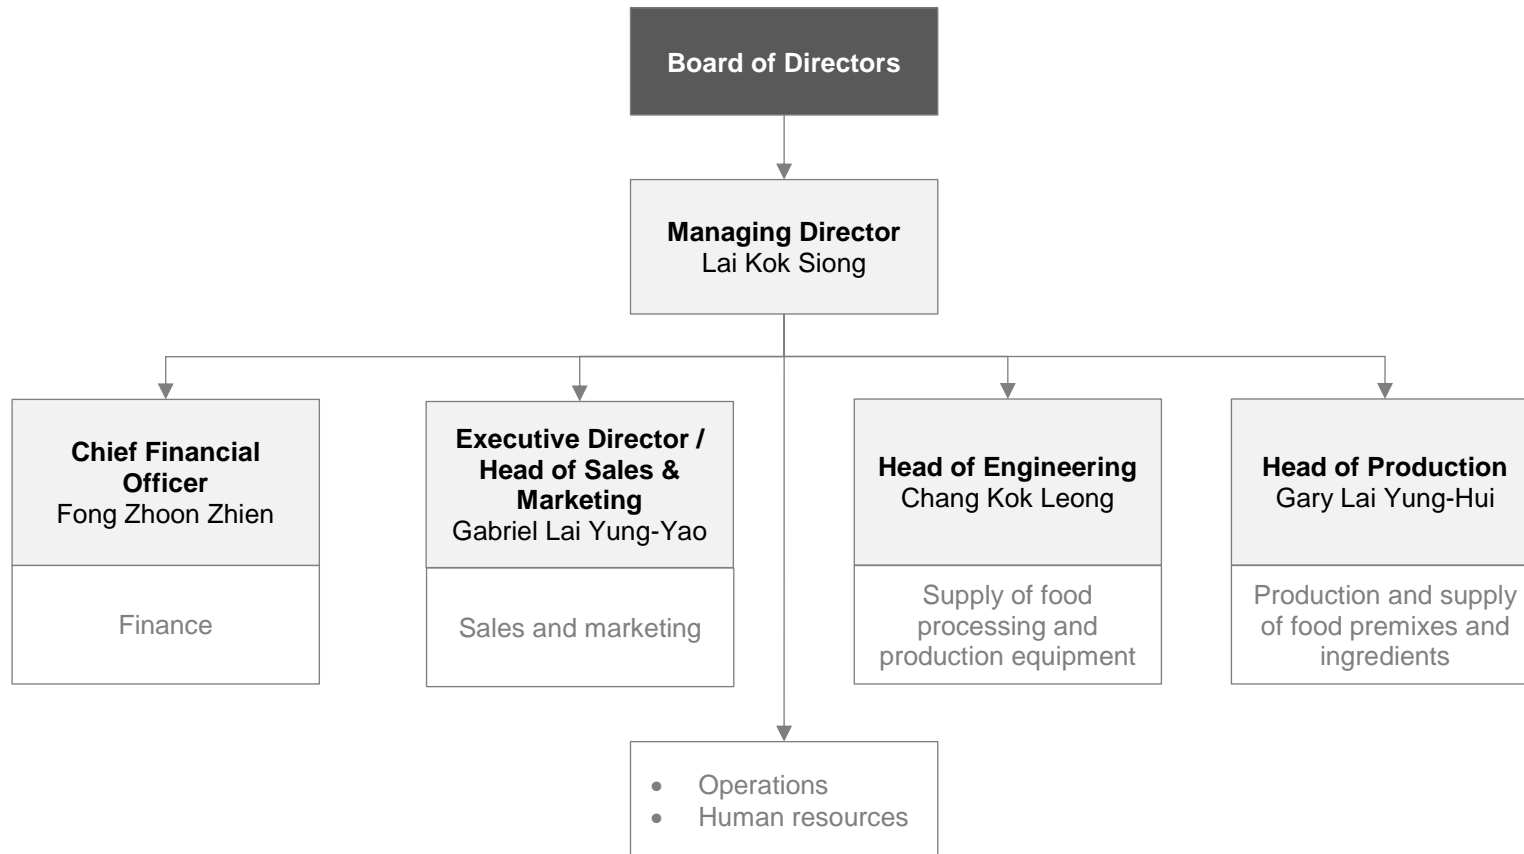 Board of Directors
Managing Director
Lai Kok Siong
Chief Financial
Officer
Fong Zhoon Zhien
Finance
Executive Director /
Head of Sales &
Marketing
Gabriel Lai Yung-Yao
Sales and marketing
Head of Engineering
Chang Kok Leong
Supply of food
processing and
production equipment
Head of Production
Gary Lai Yung-Hui
Production and supply
of food premixes and
ingredients
• Operations
• Human resources